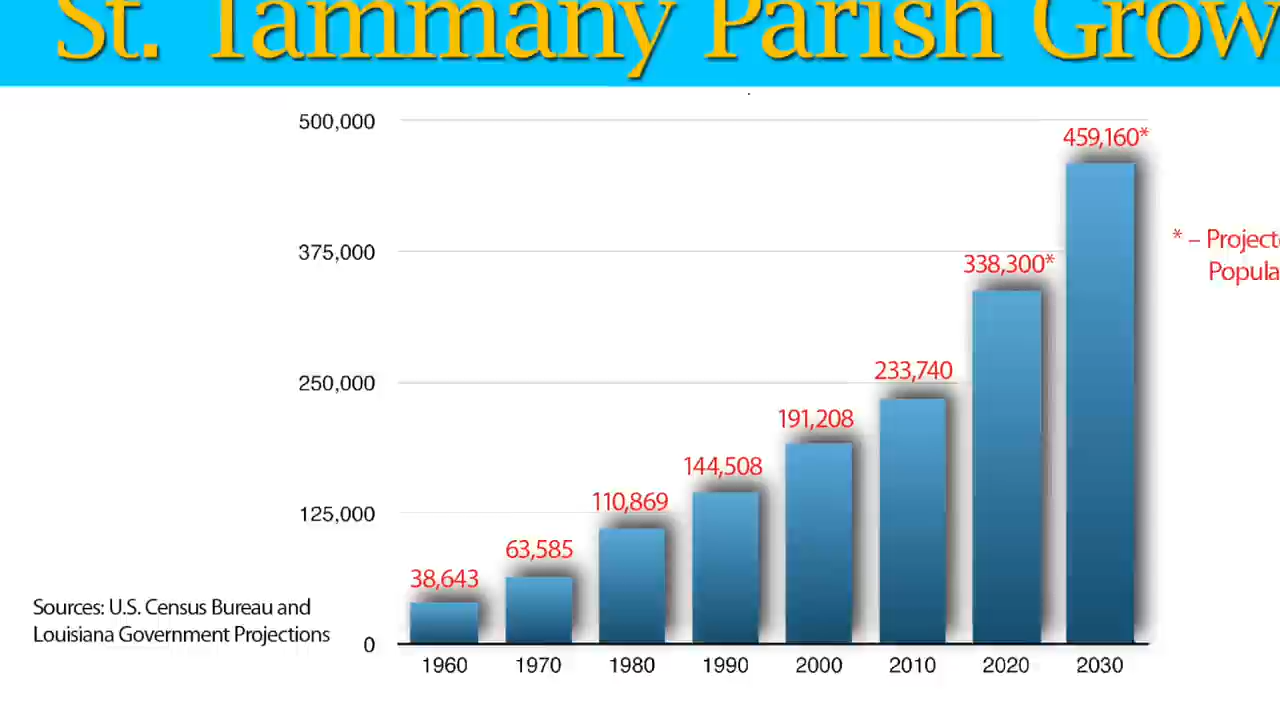 St. Tammany Parish Grow
500,000
459,160*
* – Projecte
Popula
375,000
338,300*
250,000
233,740
191,208
144,508
125,000
110,869
63,585
38,643
Sources: U.S. Census Bureau and
Louisiana Government Projections
0
1960 1970 1980 1990 2000 2010 2020 2030